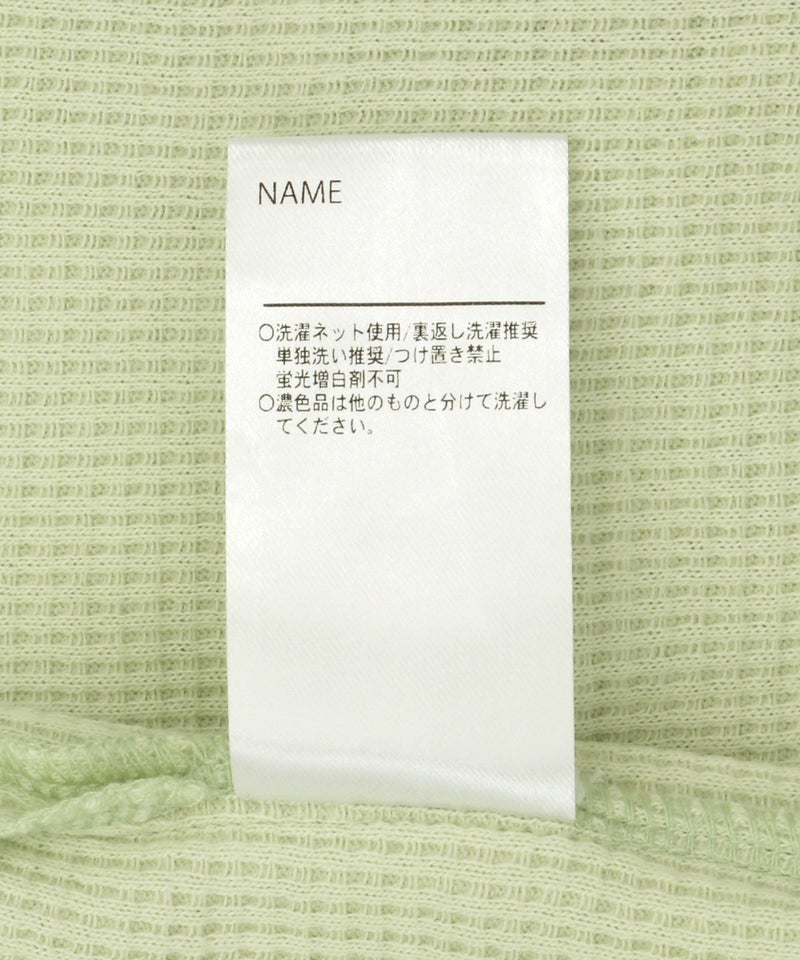 NAME
〇洗濯ネット使用/裏返し洗濯推奨
単独洗い推奨/つけ置き禁止
蛍光増白剤不可
〇濃色品は他のものと分けて洗濯し
てください。